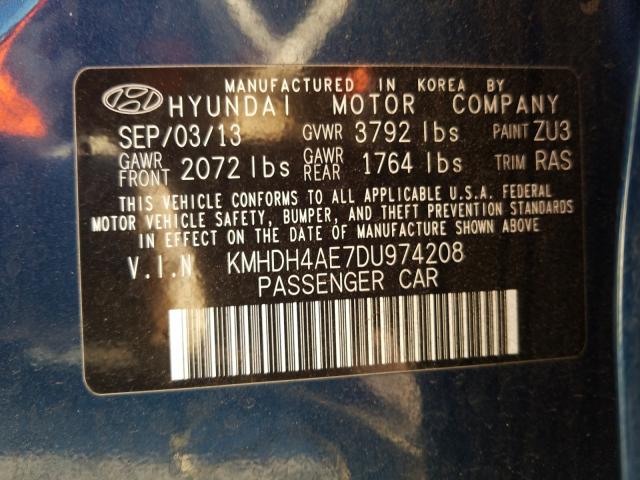 MANUFACTURED IN KOREA BY
HYUNDAI MOTOR COMPANY
SEP/03/13 GVWR 3792 lbs PAINT ZU3
GAWR FRONT 2072 lbs GAWR REAR 1764 lbs TRIM RAS
THIS VEHICLE CONFORMS TO ALL APPLICABLE U.S.A. FEDERAL
MOTOR VEHICLE SAFETY, BUMPER, AND THEFT PREVENTION STANDARDS
IN EFFECT ON THE DATE OF MANUFACTURE SHOWN ABOVE
V.I.N KMHDH4AE7DU974208
PASSENGER CAR